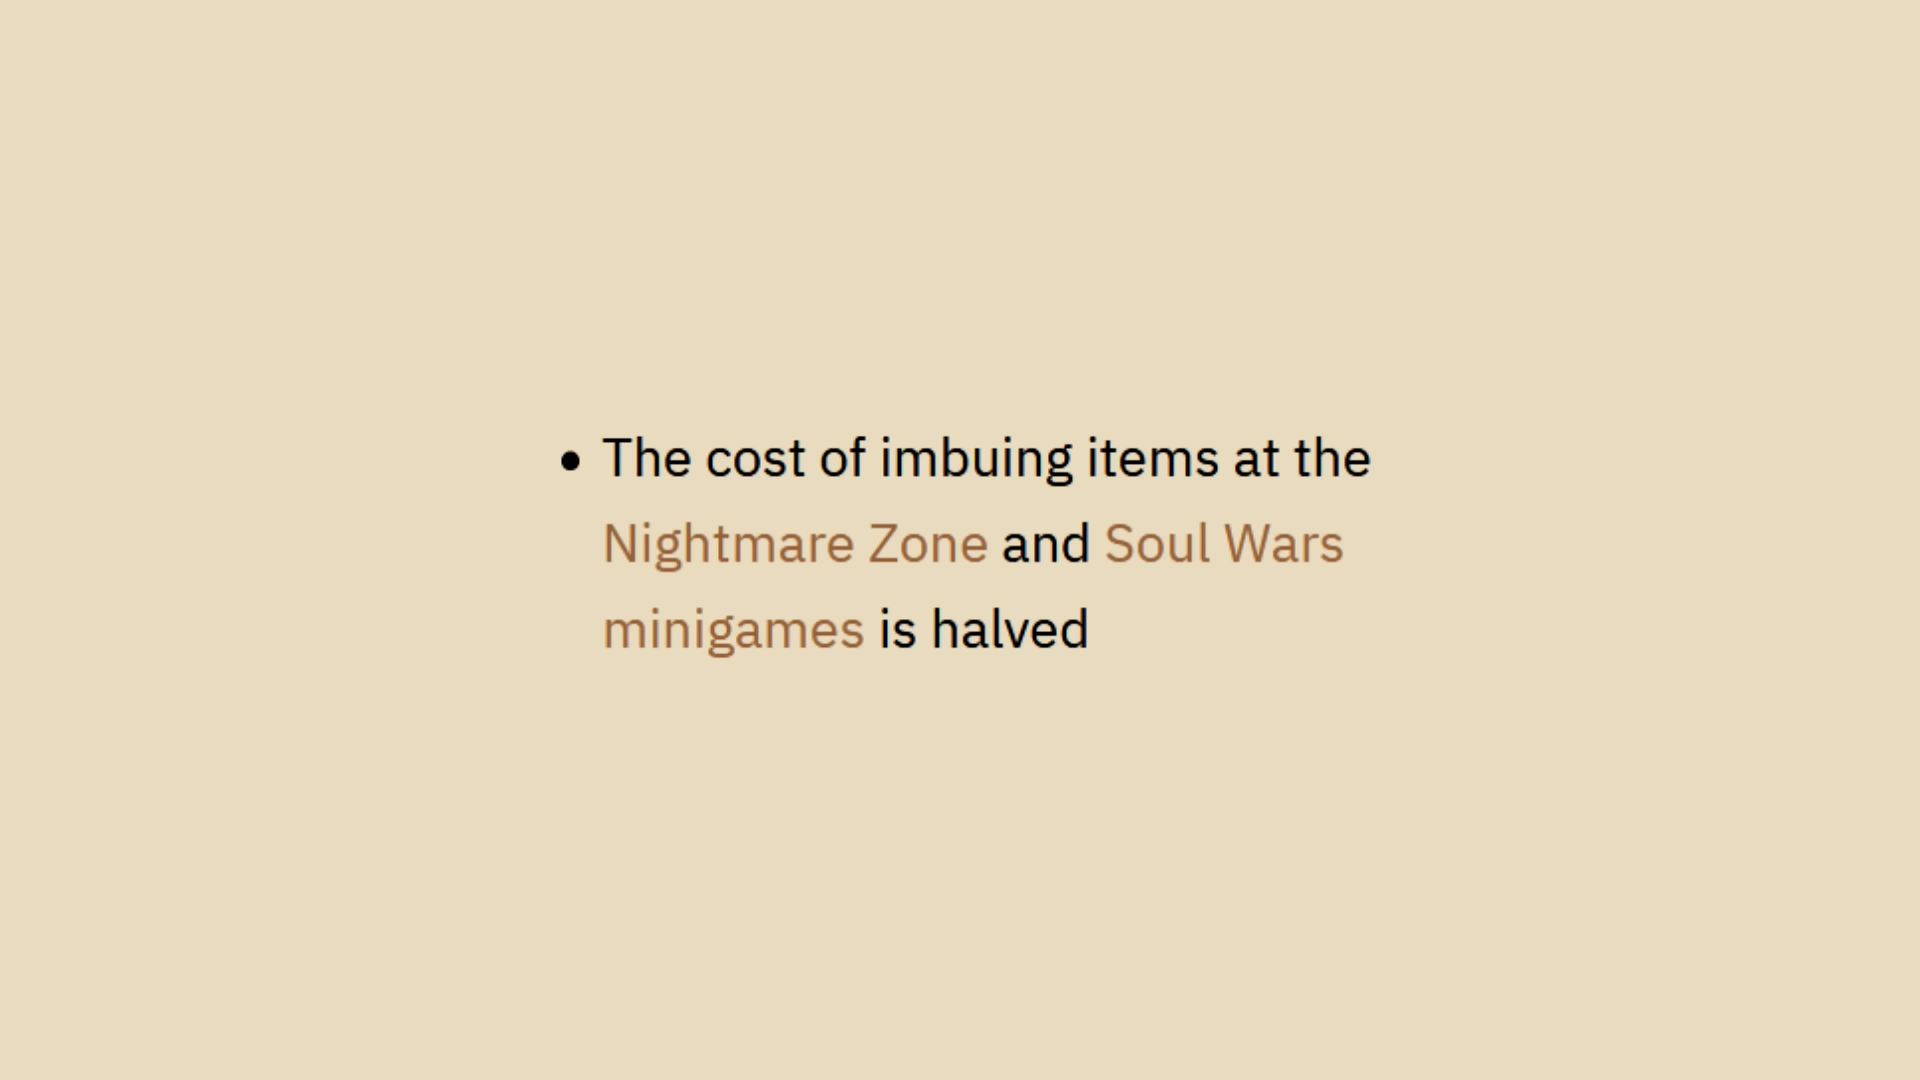 • The cost of imbuing items at the
Nightmare Zone and Soul Wars
minigames is halved